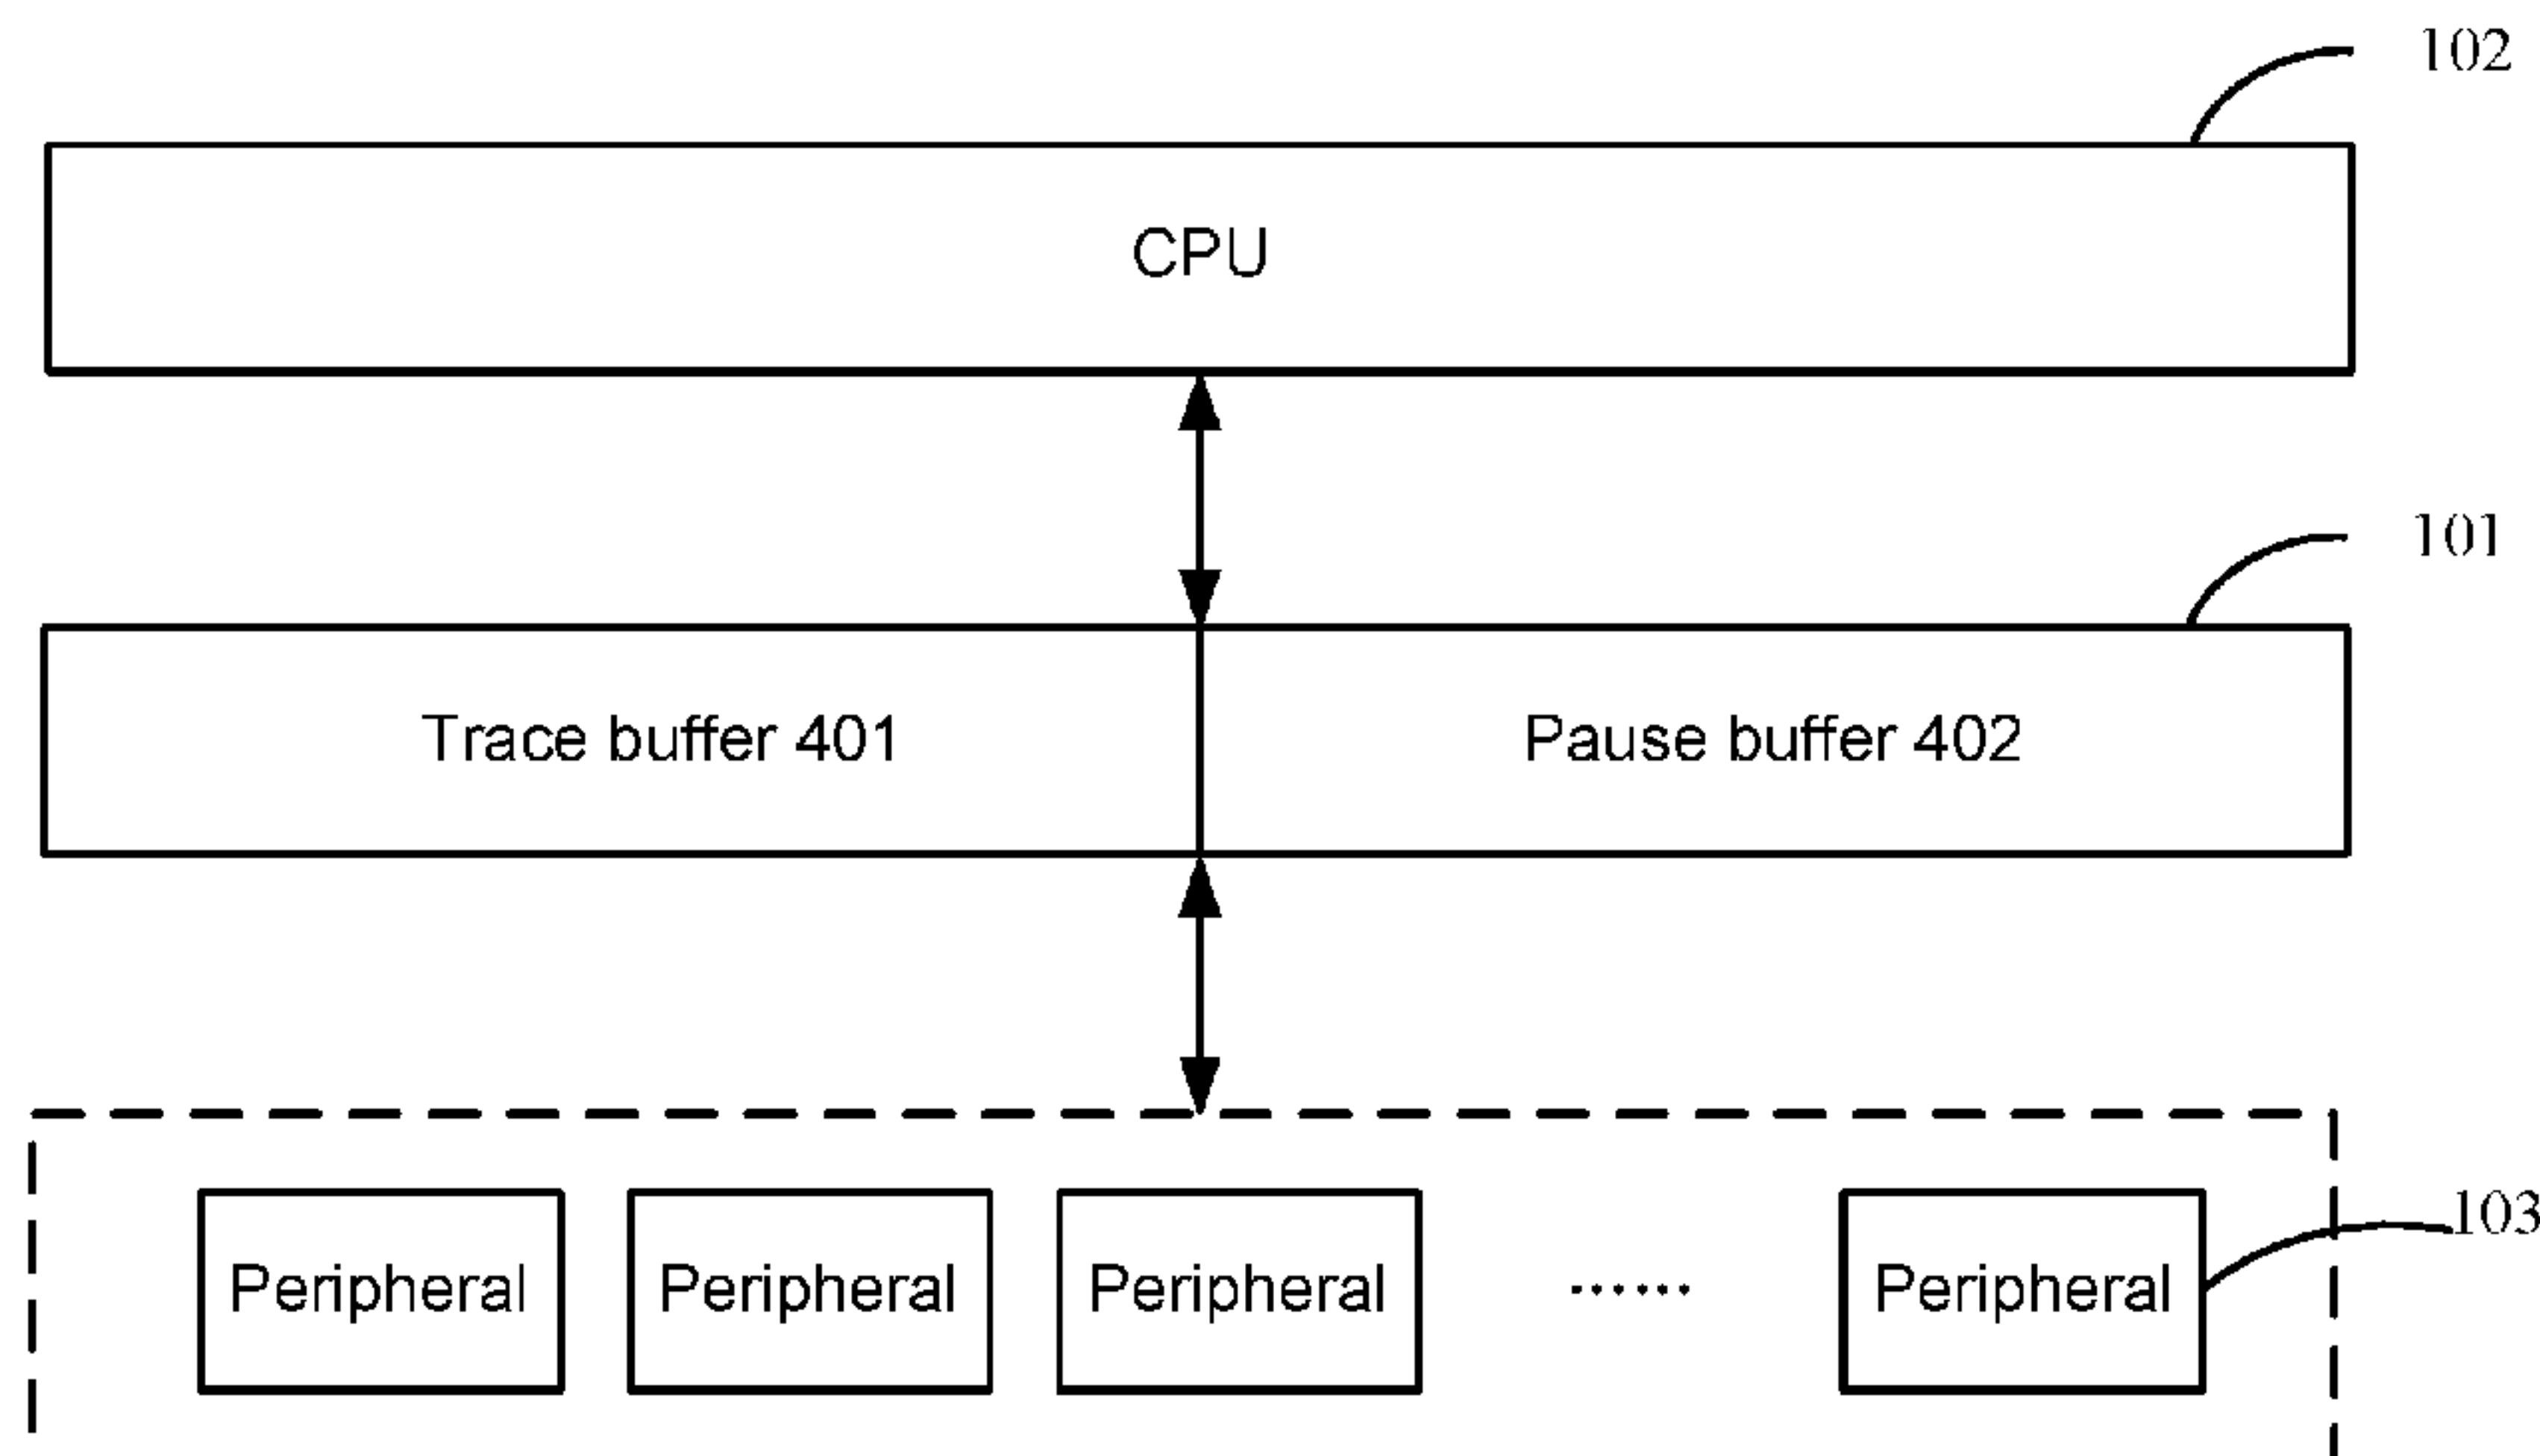 102
CPU
101
Trace buffer 401
Pause buffer 402
Peripheral
Peripheral
Peripheral
......
Peripheral
103